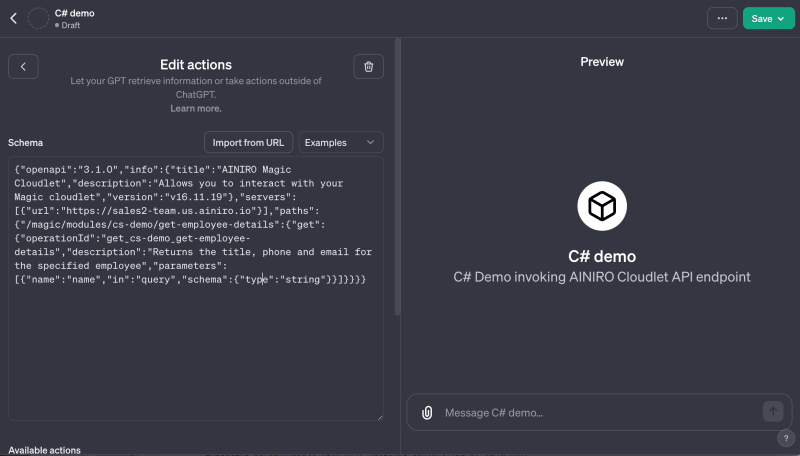 C# demo
Draft
Save
Edit actions
Let your GPT retrieve information or take actions outside of
ChatGPT.
Learn more.
Schema
Import from URL
Examples
{"openapi":"3.1.0","info":{"title":"AINIRO Magic
Cloudlet","description":"Allows you to interact with your
Magic cloudlet","version":"v16.11.19"},"servers":
[{"url":"https://sales2-team.us.ainiro.io"}],"paths":
{"/magic/modules/cs-demo/get-employee-details":{"get":
{"operationId":"get_cs-demo_get-employee-
details","description":"Returns the title, phone and email for
the specified employee","parameters":
[{"name":"name","in":"query","schema":{"type":"string"}}]}}}}
Available actions
Preview
C# demo
C# Demo invoking AINIRO Cloudlet API endpoint
Message C# demo…
?